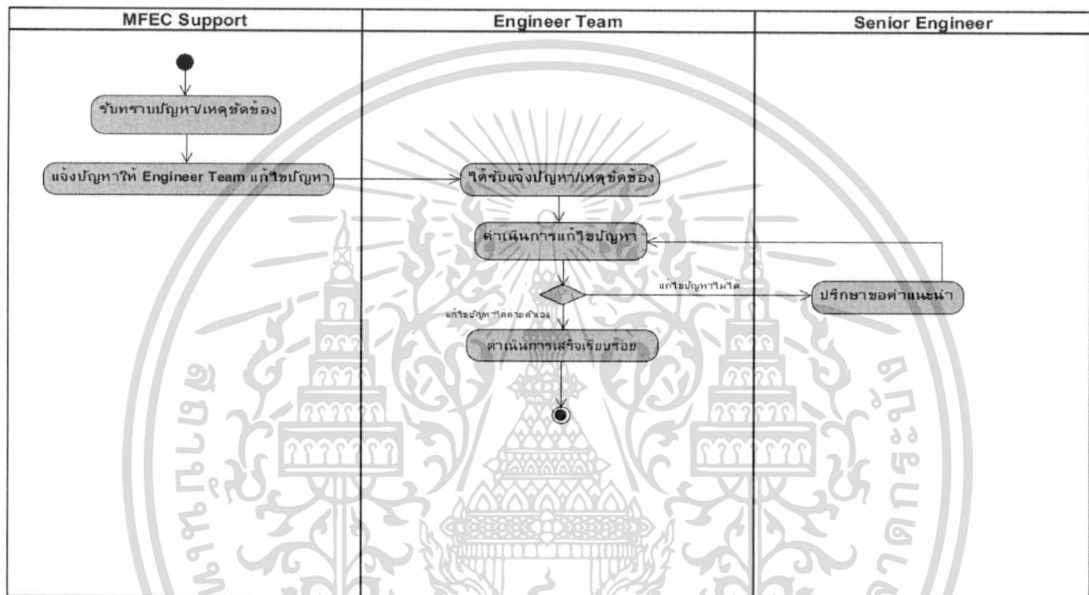 MFEC Support
Engineer Team
Senior Engineer
รับทราบปัญหา/เหตุขัดข้อง
แจ้งปัญหาให้ Engineer Team แก้ไขปัญหา
ได้รับแจ้งปัญหา/เหตุขัดข้อง
ดำเนินการแก้ไขปัญหา
แก้ไขปัญหาไม่ได้
ปรึกษาขอคำแนะนำ
แก้ไขปัญหาได้ด้วยตัวเอง
ดำเนินการเสร็จเรียบร้อย